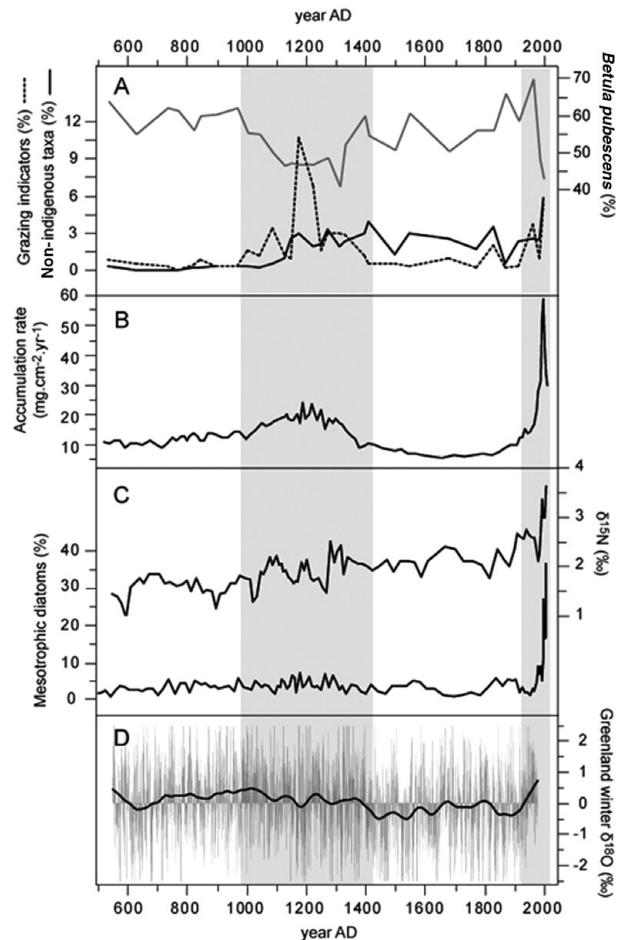 year AD
600 800 1000 1200 1400 1600 1800 2000
A
Grazing indicators (%)
Non-indigenous taxa (%)
12
9
6
3
0
70
60
50
40
Betula pubescens (%)
B
Accumulation rate
(mg.cm-2.yr-1)
60
50
40
30
20
10
C
Mesotrophic diatoms (%)
40
30
20
10
0
4
3
2
1
δ15N (‰)
D
2
1
0
-1
-2
Greenland winter δ18O (‰)
600 800 1000 1200 1400 1600 1800 2000
year AD